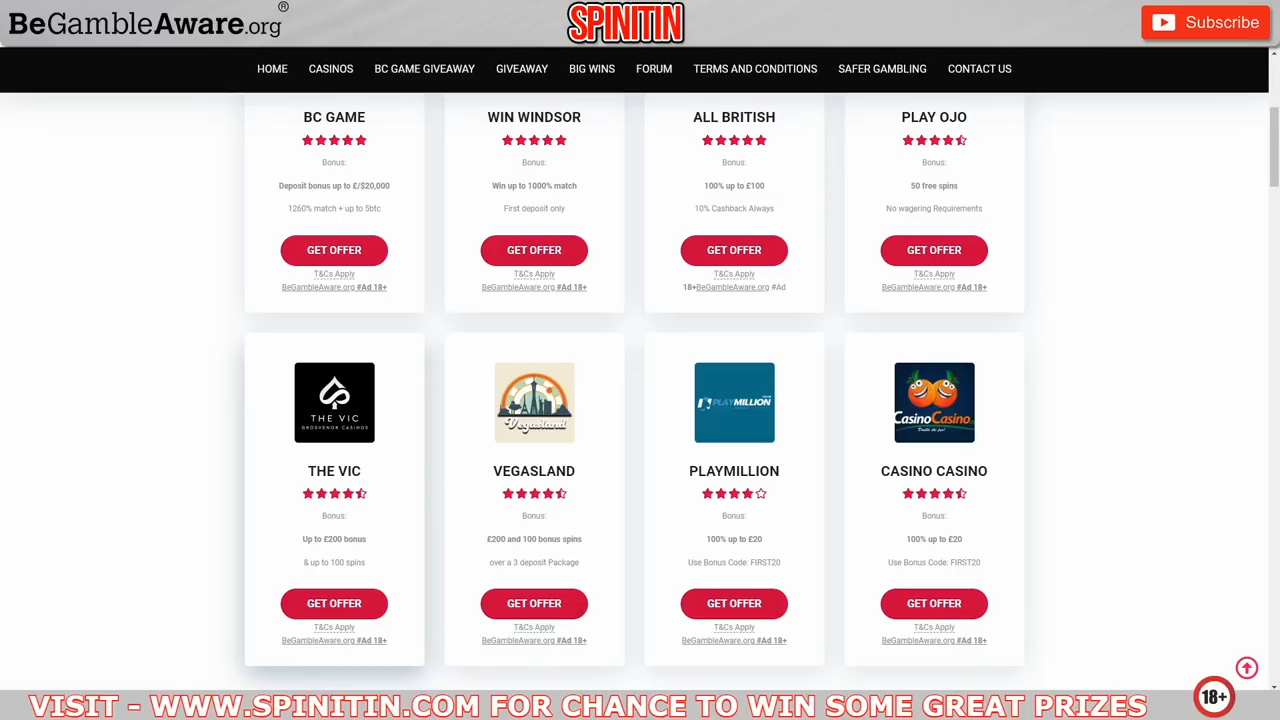 BeGambleAware.org®
SPINITIN
Subscribe
HOME CASINOS BC GAME GIVEAWAY GIVEAWAY BIG WINS FORUM TERMS AND CONDITIONS SAFER GAMBLING CONTACT US
BC GAME WIN WINDSOR ALL BRITISH PLAY OJO
Bonus: Bonus: Bonus: Bonus:
Deposit bonus up to £/$20,000 Win up to 1000% match 100% up to £100 50 free spins
1260% match + up to 5btc First deposit only 10% Cashback Always No wagering Requirements
GET OFFER GET OFFER GET OFFER GET OFFER
T&Cs Apply T&Cs Apply T&Cs Apply T&Cs Apply
BeGambleAware.org #Ad 18+ BeGambleAware.org #Ad 18+ 18+BeGambleAware.org #Ad BeGambleAware.org #Ad 18+
THE VIC
GROSVENOR CASINOS
Vegasland
PLAYMILLION
CasinoCasino
Double the fun!
THE VIC VEGASLAND PLAYMILLION CASINO CASINO
Bonus: Bonus: Bonus: Bonus:
Up to £200 bonus £200 and 100 bonus spins 100% up to £20 100% up to £20
& up to 100 spins over a 3 deposit Package Use Bonus Code: FIRST20 Use Bonus Code: FIRST20
GET OFFER GET OFFER GET OFFER GET OFFER
T&Cs Apply T&Cs Apply T&Cs Apply T&Cs Apply
BeGambleAware.org #Ad 18+ BeGambleAware.org #Ad 18+ BeGambleAware.org #Ad 18+ BeGambleAware.org #Ad 18+
VISIT - WWW.SPINITIN.COM FOR CHANCE TO WIN SOME GREAT PRIZES
18+